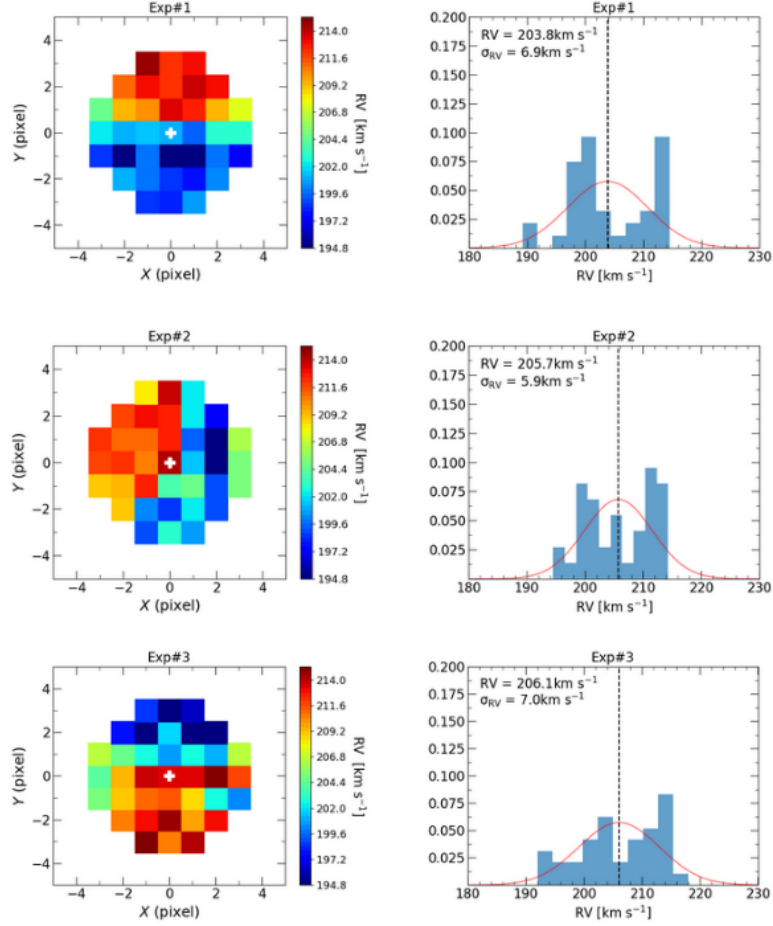 Exp#1
Y (pixel)
4
2
0
−2
−4
−4 −2 0 2 4
X (pixel)
214.0
211.6
209.2
206.8
204.4
202.0
199.6
197.2
194.8
RV [km s⁻¹]
Exp#1
RV = 203.8km s⁻¹
σRV = 6.9km s⁻¹
0.200
0.175
0.150
0.125
0.100
0.075
0.050
0.025
180 190 200 210 220 230
RV [km s⁻¹]
Exp#2
Y (pixel)
4
2
0
−2
−4
−4 −2 0 2 4
X (pixel)
214.0
211.6
209.2
206.8
204.4
202.0
199.6
197.2
194.8
RV [km s⁻¹]
Exp#2
RV = 205.7km s⁻¹
σRV = 5.9km s⁻¹
0.200
0.175
0.150
0.125
0.100
0.075
0.050
0.025
180 190 200 210 220 230
RV [km s⁻¹]
Exp#3
Y (pixel)
4
2
0
−2
−4
−4 −2 0 2 4
X (pixel)
214.0
211.6
209.2
206.8
204.4
202.0
199.6
197.2
194.8
RV [km s⁻¹]
Exp#3
RV = 206.1km s⁻¹
σRV = 7.0km s⁻¹
0.200
0.175
0.150
0.125
0.100
0.075
0.050
0.025
180 190 200 210 220 230
RV [km s⁻¹]